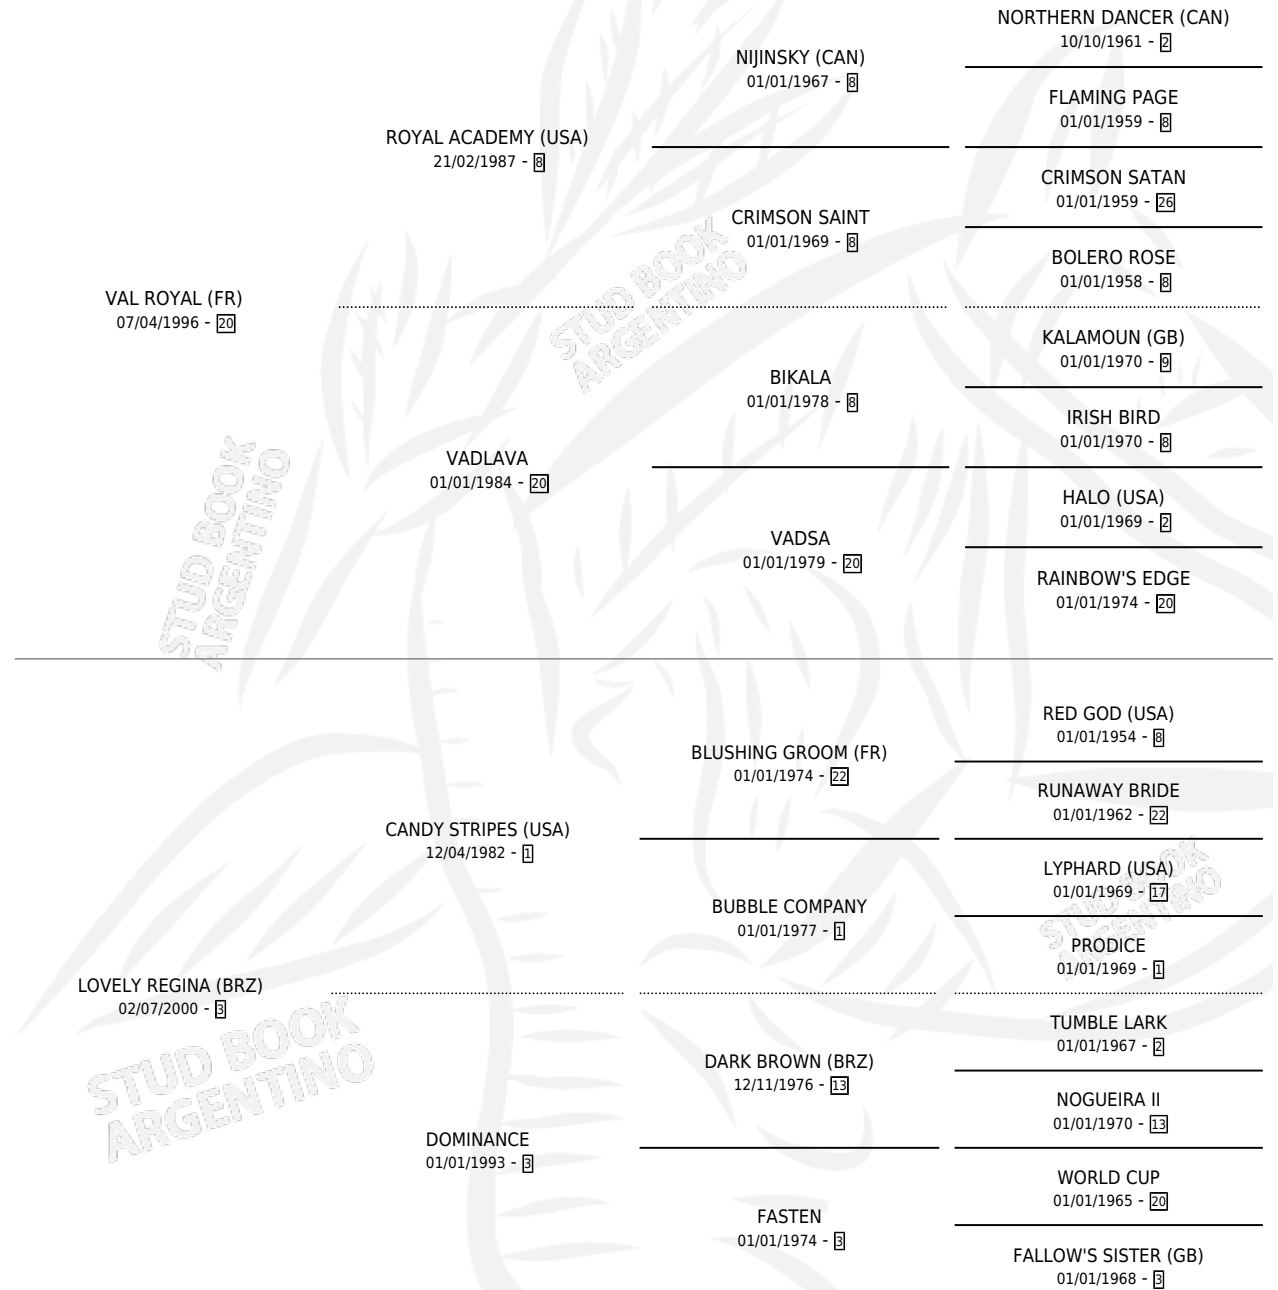 NORTHERN DANCER (CAN)
10/10/1961 - 2
NIJINSKY (CAN)
01/01/1967 - 8
FLAMING PAGE
01/01/1959 - 8
ROYAL ACADEMY (USA)
21/02/1987 - 8
CRIMSON SATAN
01/01/1959 - 26
CRIMSON SAINT
01/01/1969 - 8
BOLERO ROSE
01/01/1958 - 8
VAL ROYAL (FR)
07/04/1996 - 20
STUD BOOK
ARGENTINO
KALAMOUN (GB)
01/01/1970 - 9
BIKALA
01/01/1978 - 8
IRISH BIRD
01/01/1970 - 8
VADLAVA
01/01/1984 - 20
HALO (USA)
01/01/1969 - 2
VADSA
01/01/1979 - 20
RAINBOW'S EDGE
01/01/1974 - 20
STUD BOOK
ARGENTINO
RED GOD (USA)
01/01/1954 - 8
BLUSHING GROOM (FR)
01/01/1974 - 22
RUNAWAY BRIDE
01/01/1962 - 22
CANDY STRIPES (USA)
12/04/1982 - 1
LYPHARD (USA)
01/01/1969 - 17
BUBBLE COMPANY
01/01/1977 - 1
STUD BOOK
ARGENTINO
PRODICE
01/01/1969 - 1
LOVELY REGINA (BRZ)
02/07/2000 - 3
STUD BOOK
ARGENTINO
TUMBLE LARK
01/01/1967 - 2
DARK BROWN (BRZ)
12/11/1976 - 13
NOGUEIRA II
01/01/1970 - 13
DOMINANCE
01/01/1993 - 3
WORLD CUP
01/01/1965 - 20
FASTEN
01/01/1974 - 3
FALLOW'S SISTER (GB)
01/01/1968 - 3